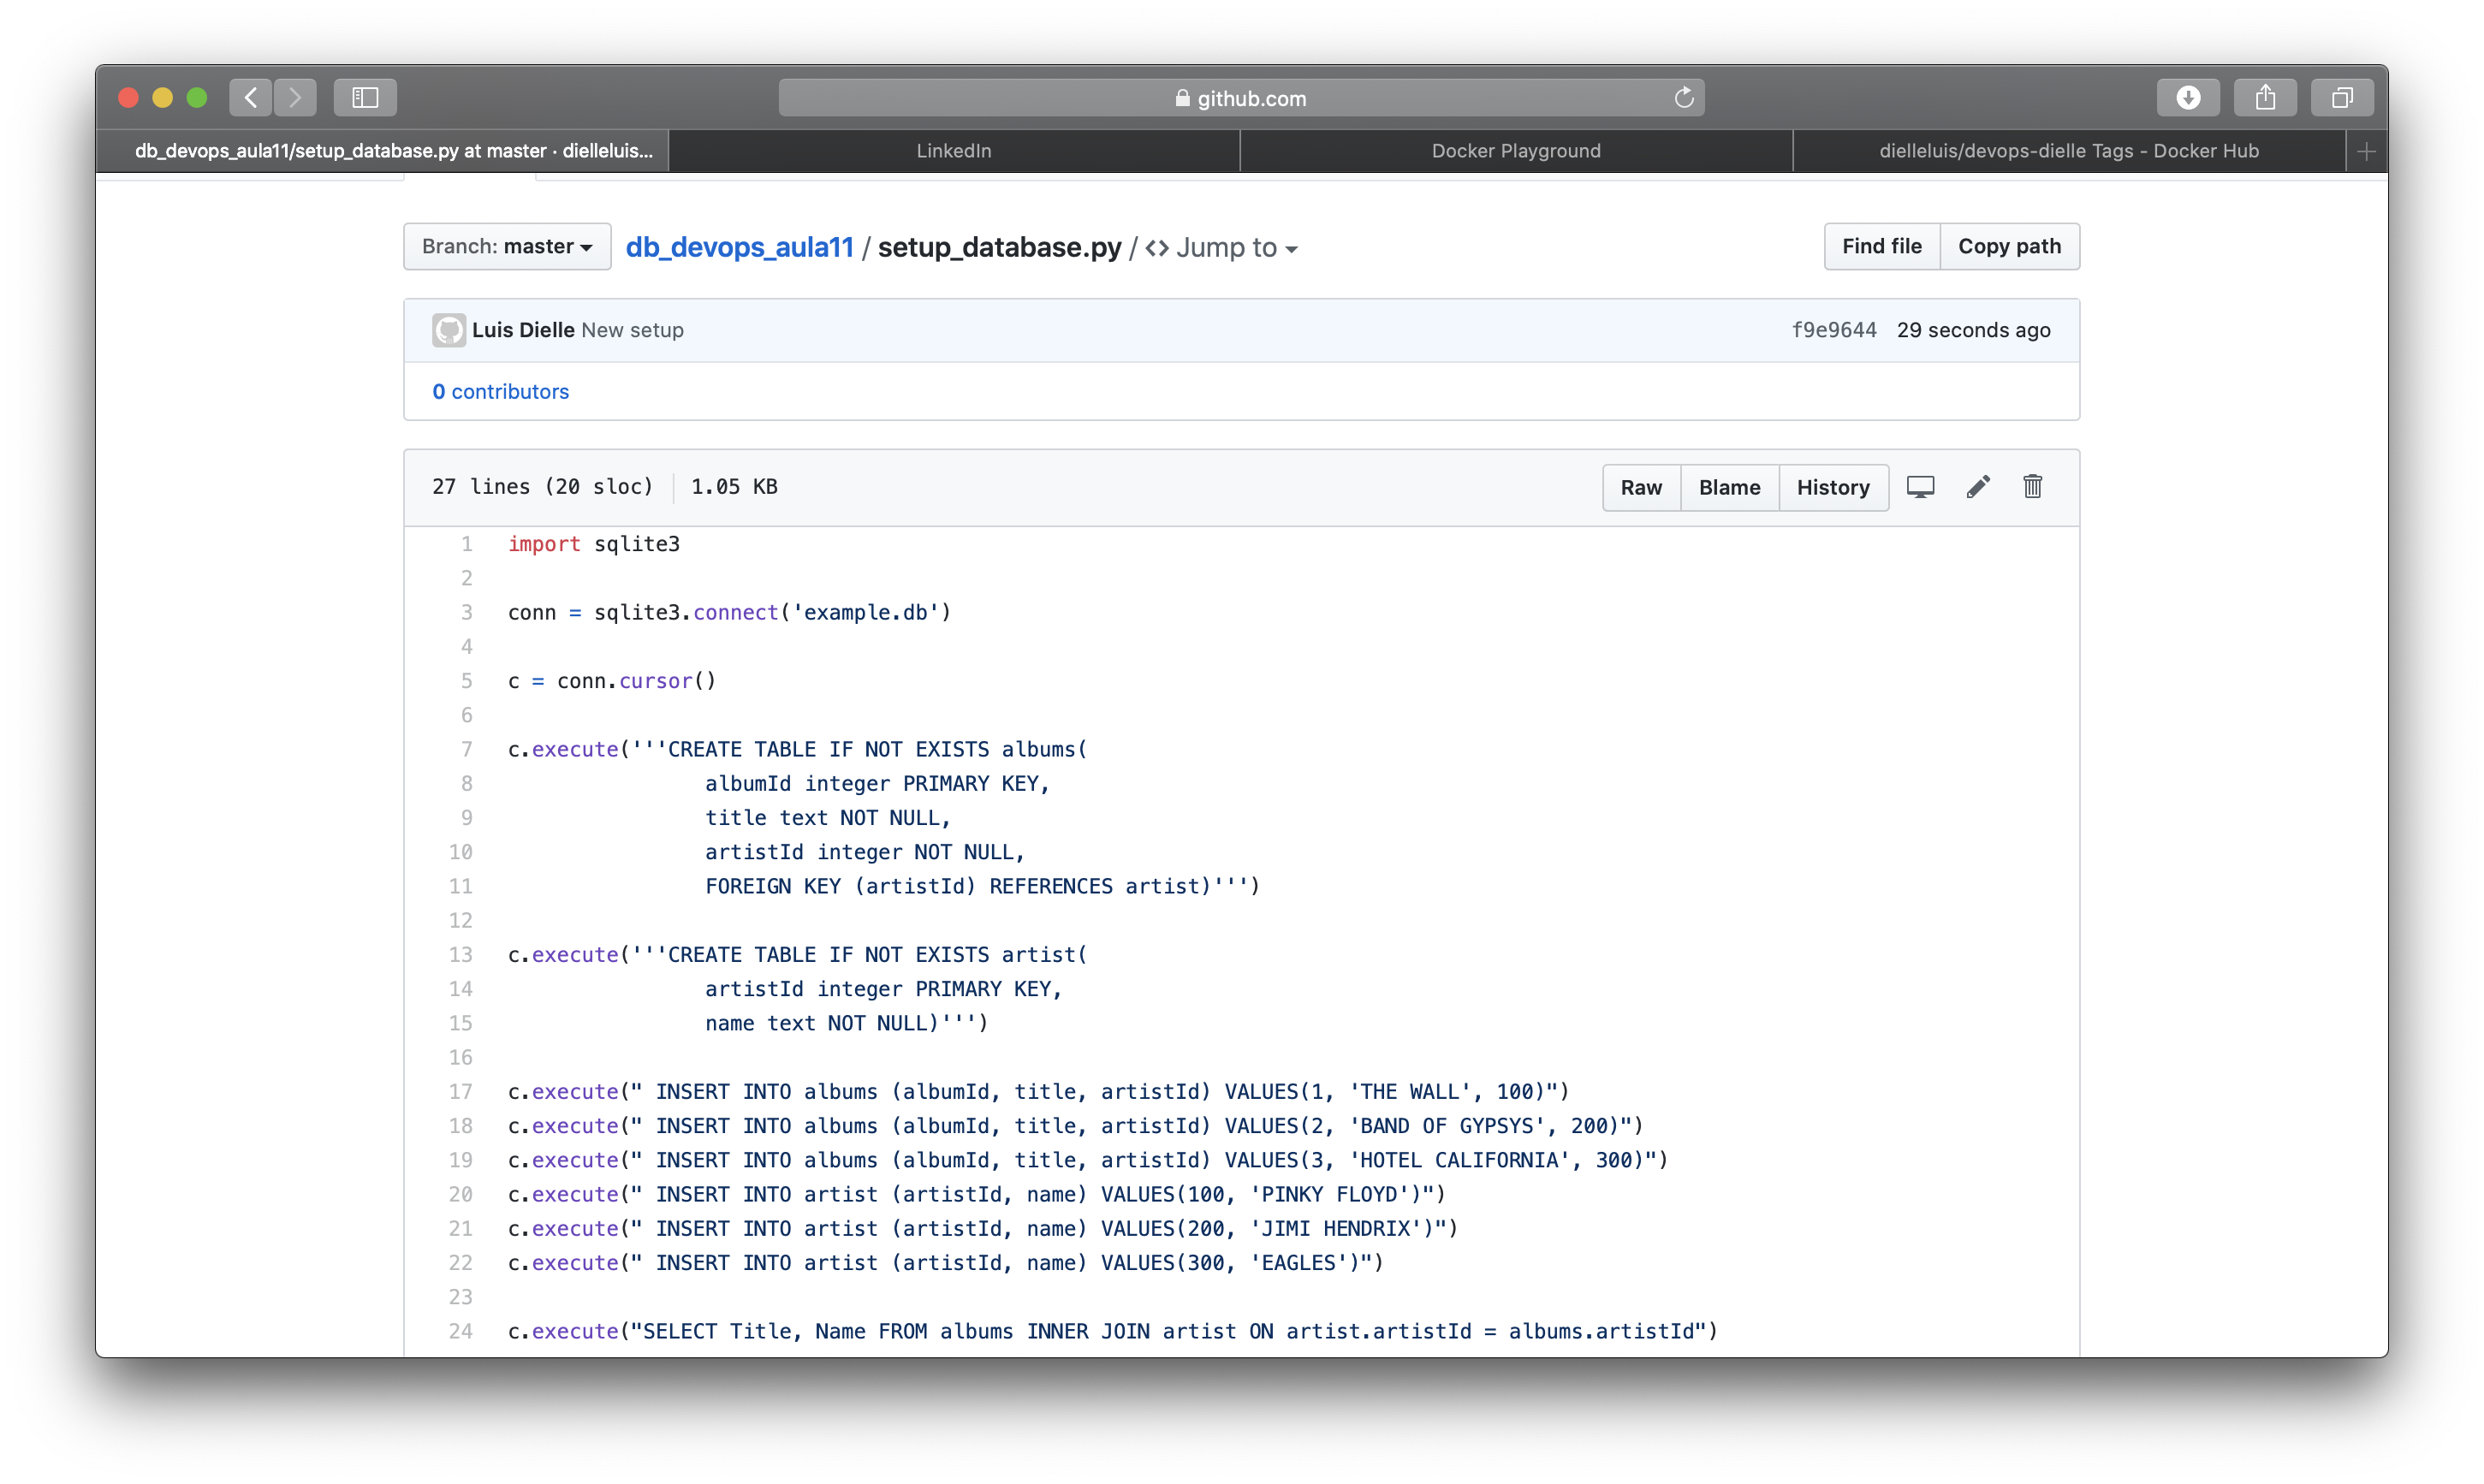 github.com
db_devops_aula11/setup_database.py at master · dielleluis...
LinkedIn
Docker Playground
dielleluis/devops-dielle Tags - Docker Hub
Branch: master
db_devops_aula11 / setup_database.py / <> Jump to
Find file
Copy path
Luis Dielle New setup
f9e9644 29 seconds ago
0 contributors
27 lines (20 sloc) 1.05 KB
Raw
Blame
History
1 import sqlite3
2
3 conn = sqlite3.connect('example.db')
4
5 c = conn.cursor()
6
7 c.execute('''CREATE TABLE IF NOT EXISTS albums(
8 albumId integer PRIMARY KEY,
9 title text NOT NULL,
10 artistId integer NOT NULL,
11 FOREIGN KEY (artistId) REFERENCES artist)''')
12
13 c.execute('''CREATE TABLE IF NOT EXISTS artist(
14 artistId integer PRIMARY KEY,
15 name text NOT NULL)''')
16
17 c.execute(" INSERT INTO albums (albumId, title, artistId) VALUES(1, 'THE WALL', 100)")
18 c.execute(" INSERT INTO albums (albumId, title, artistId) VALUES(2, 'BAND OF GYPSYS', 200)")
19 c.execute(" INSERT INTO albums (albumId, title, artistId) VALUES(3, 'HOTEL CALIFORNIA', 300)")
20 c.execute(" INSERT INTO artist (artistId, name) VALUES(100, 'PINKY FLOYD')")
21 c.execute(" INSERT INTO artist (artistId, name) VALUES(200, 'JIMI HENDRIX')")
22 c.execute(" INSERT INTO artist (artistId, name) VALUES(300, 'EAGLES')")
23
24 c.execute("SELECT Title, Name FROM albums INNER JOIN artist ON artist.artistId = albums.artistId")